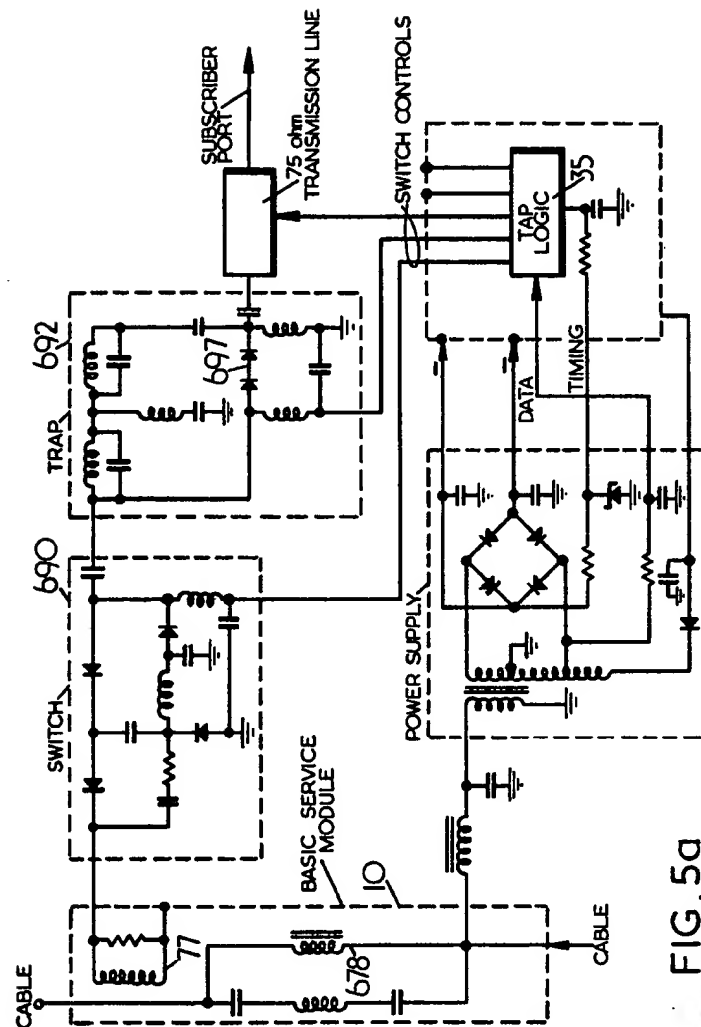 SUBSCRIBER
PORT
75 ohm
TRANSMISSION LINE
SWITCH CONTROLS
692
TRAP
697
TAP
LOGIC
35
DATA
TIMING
690
SWITCH
POWER SUPPLY
BASIC SERVICE
MODULE
10
77
678
CABLE
CABLE
FIG. 5a